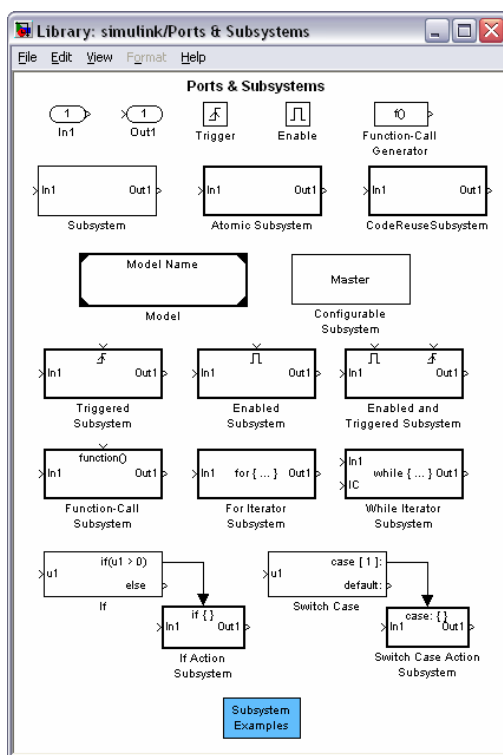 Library: simulink/Ports & Subsystems
File Edit View Format Help
Ports & Subsystems
1 1 f()
In1 Out1 Trigger Enable Function-Call
Generator
In1 Out1 In1 Out1 In1 Out1
Subsystem Atomic Subsystem CodeReuseSubsystem
Model Name
Master
Model Configurable
Subsystem
In1 Out1 In1 Out1 In1 Out1
Triggered Enabled Enabled and
Subsystem Subsystem Triggered Subsystem
function()
In1 Out1 In1 for { ... } Out1 In1 while { ... } Out1
IC
Function-Call For Iterator While Iterator
Subsystem Subsystem Subsystem
if(u1 > 0) case [ 1 ]:
u1 u1
else default:
If Switch Case
if { } case: { }
In1 Out1 In1 Out1
If Action Switch Case Action
Subsystem Subsystem
Subsystem
Examples